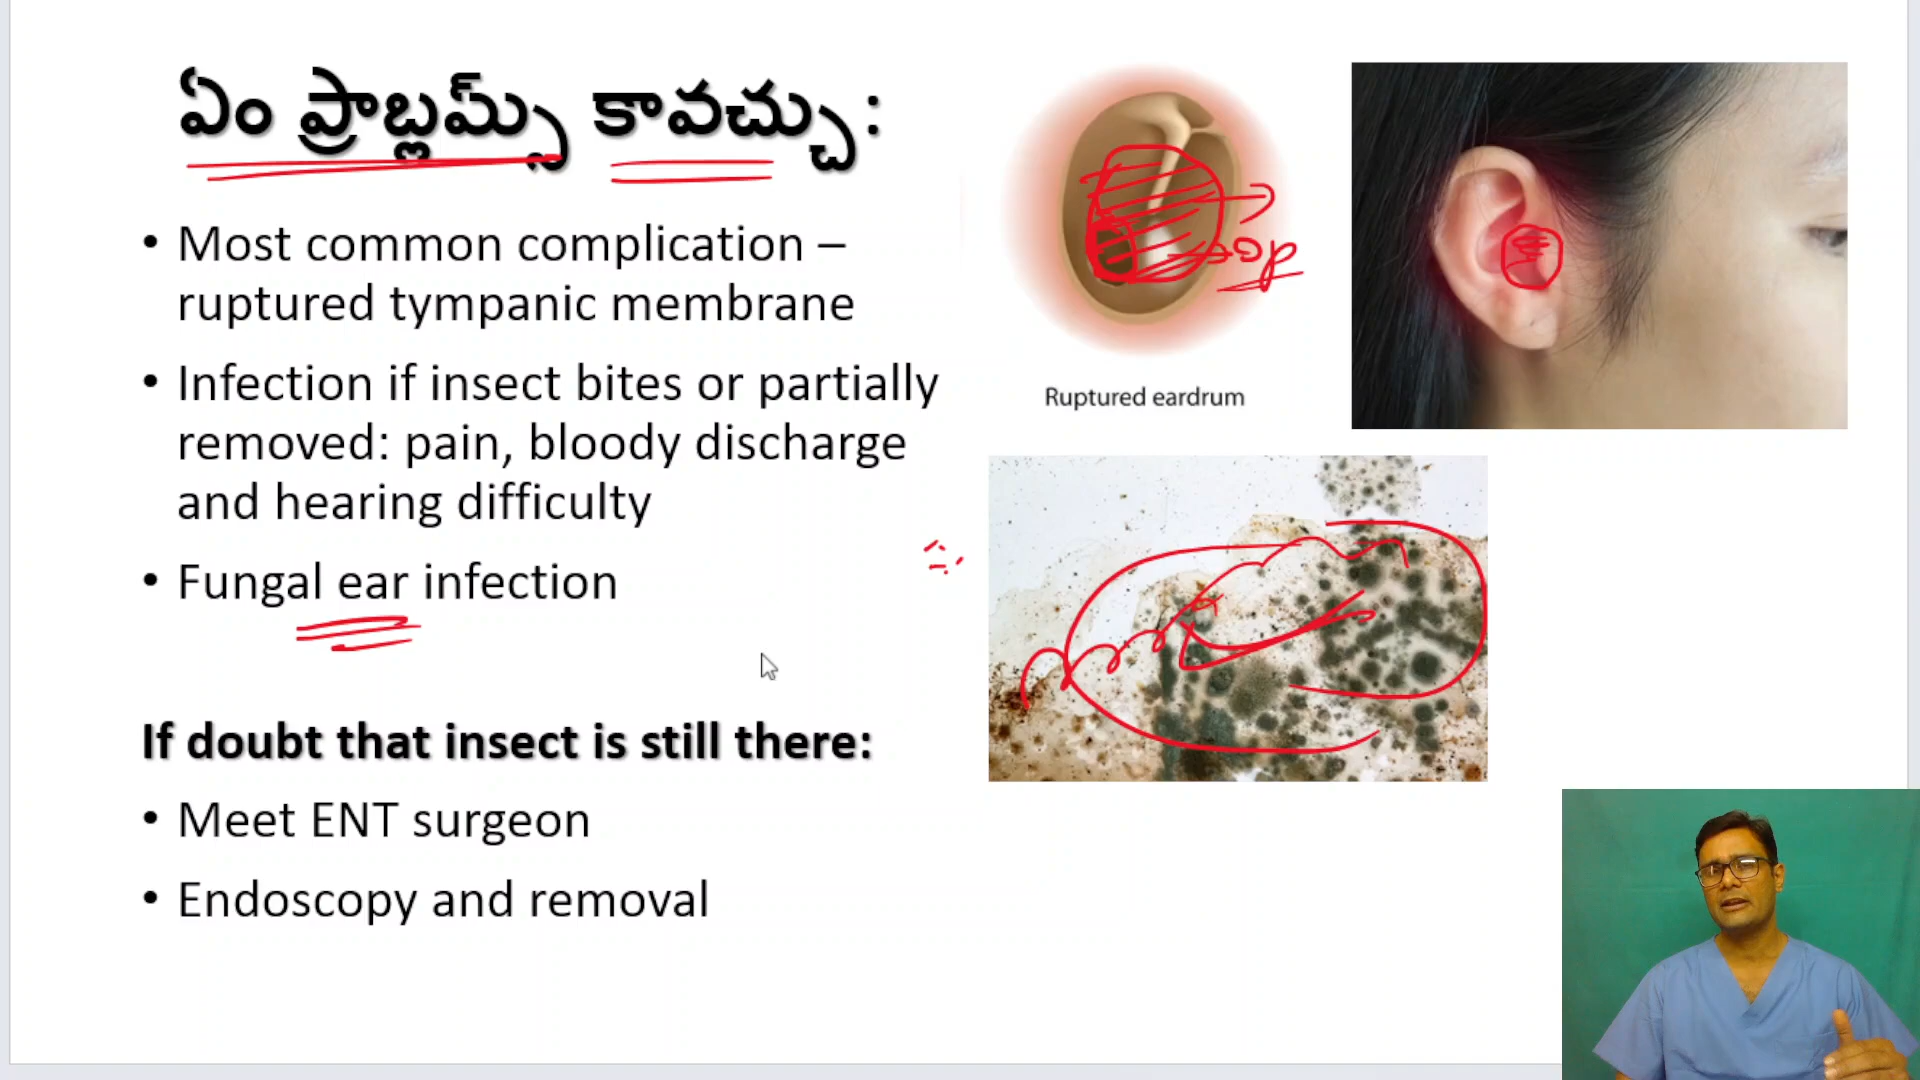 ఏం ప్రాబ్లమ్స్ కావచ్చు:
• Most common complication –
ruptured tympanic membrane
• Infection if insect bites or partially
removed: pain, bloody discharge
and hearing difficulty
• Fungal ear infection
If doubt that insect is still there:
• Meet ENT surgeon
• Endoscopy and removal
Ruptured eardrum